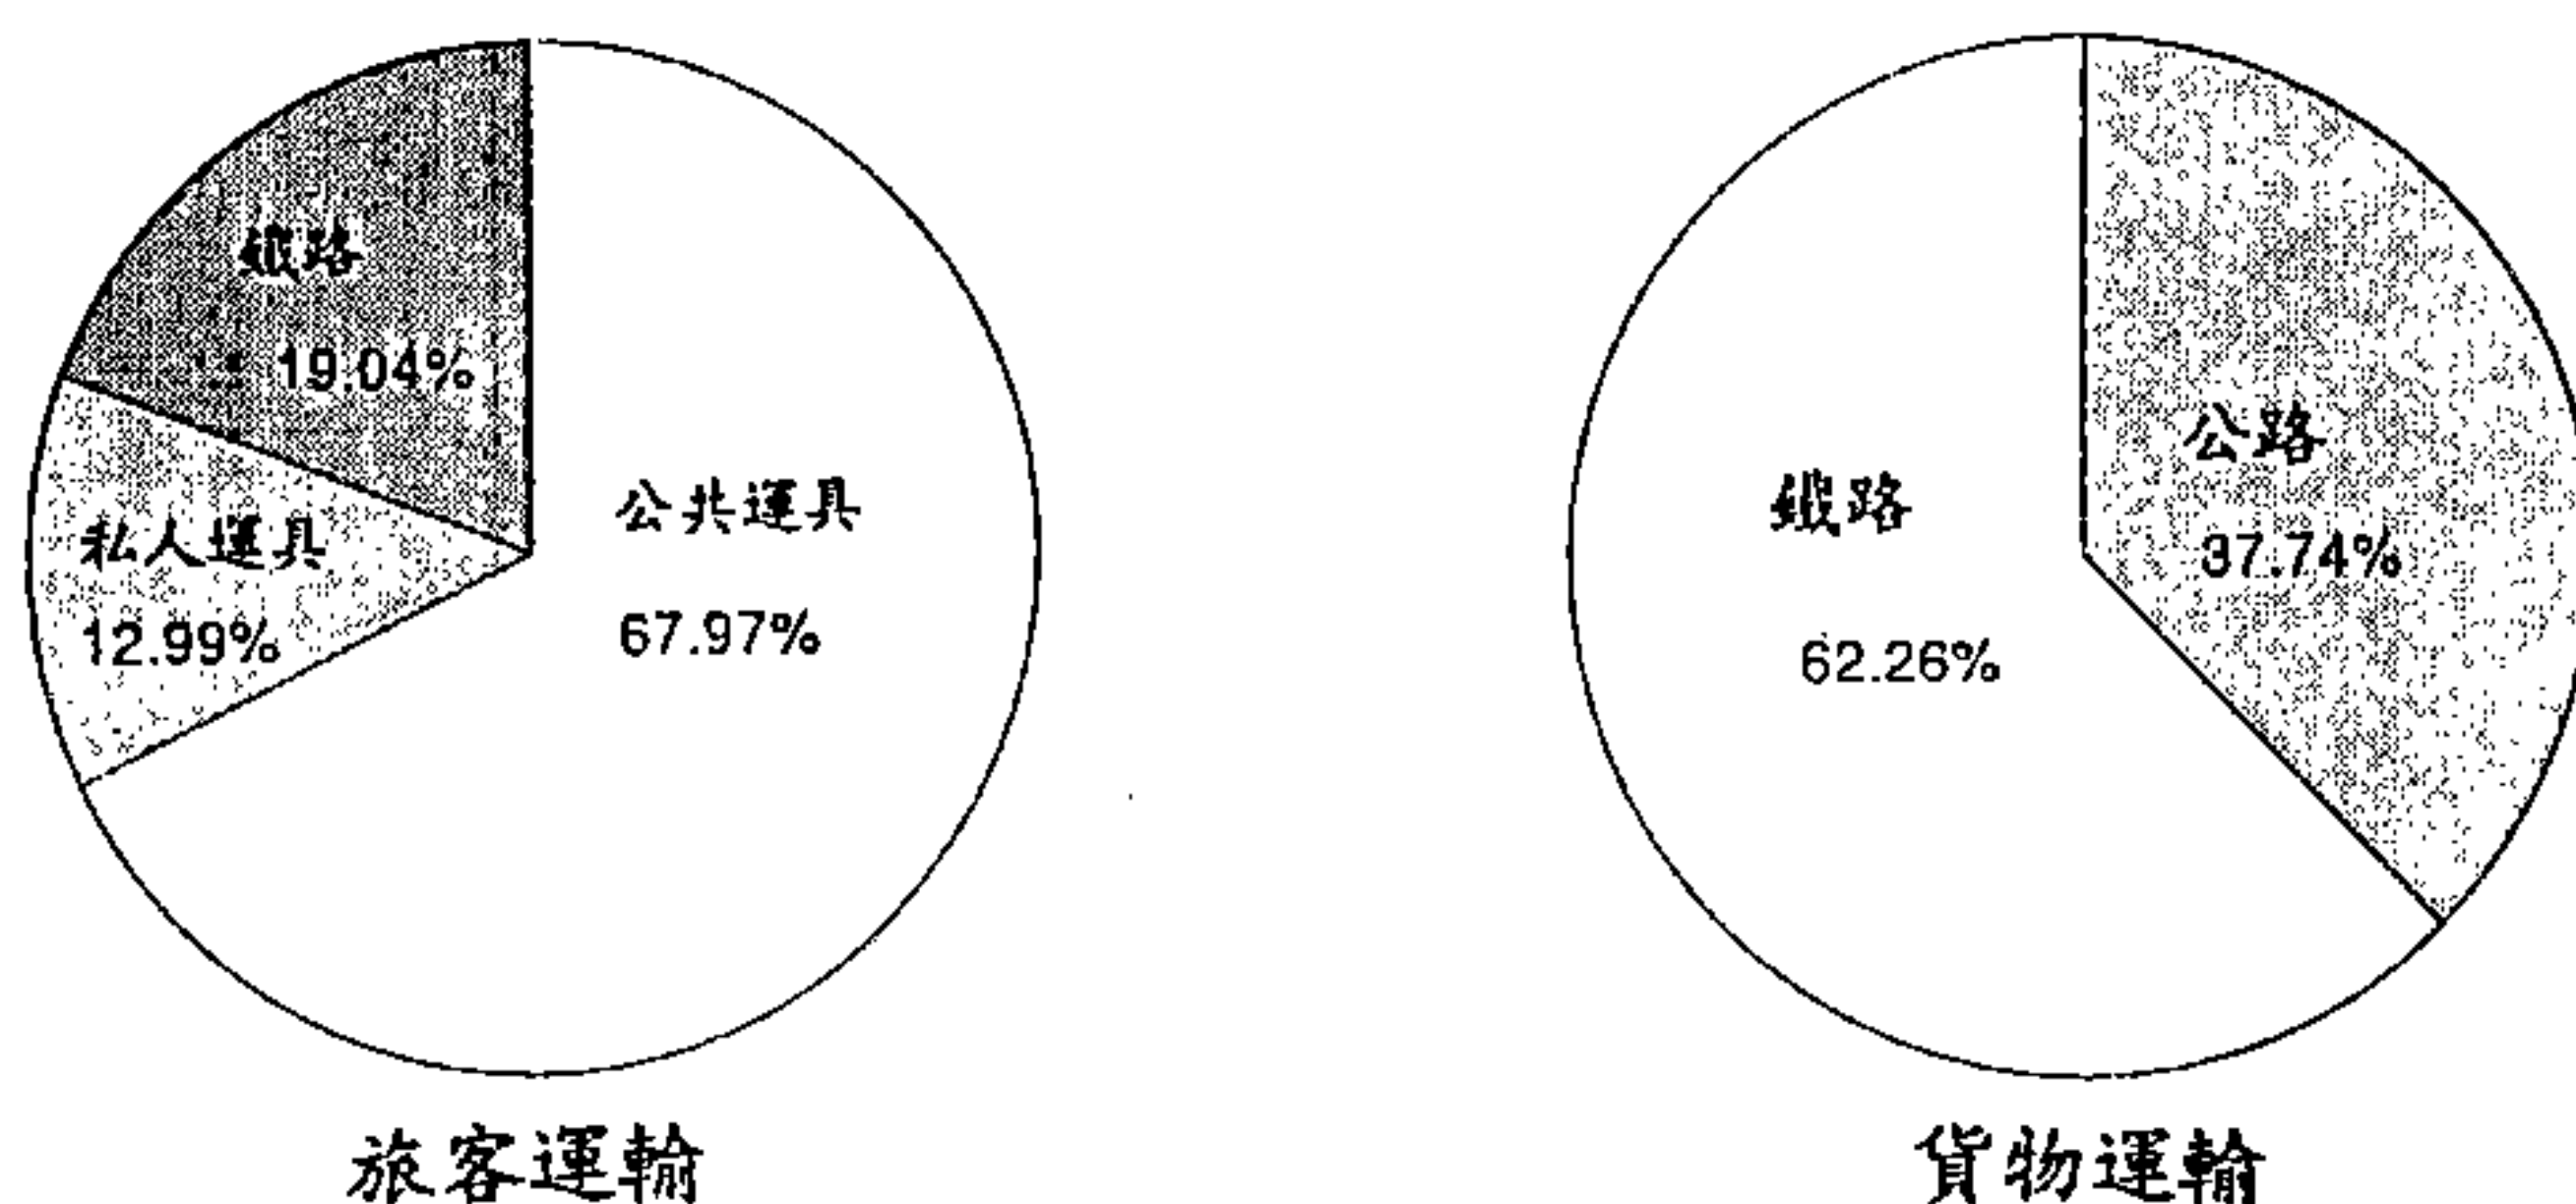 鐵路
19.04%
私人運具
12.99%
公共運具
67.97%
旅客運輸
鐵路
62.26%
公路
37.74%
貨物運輸